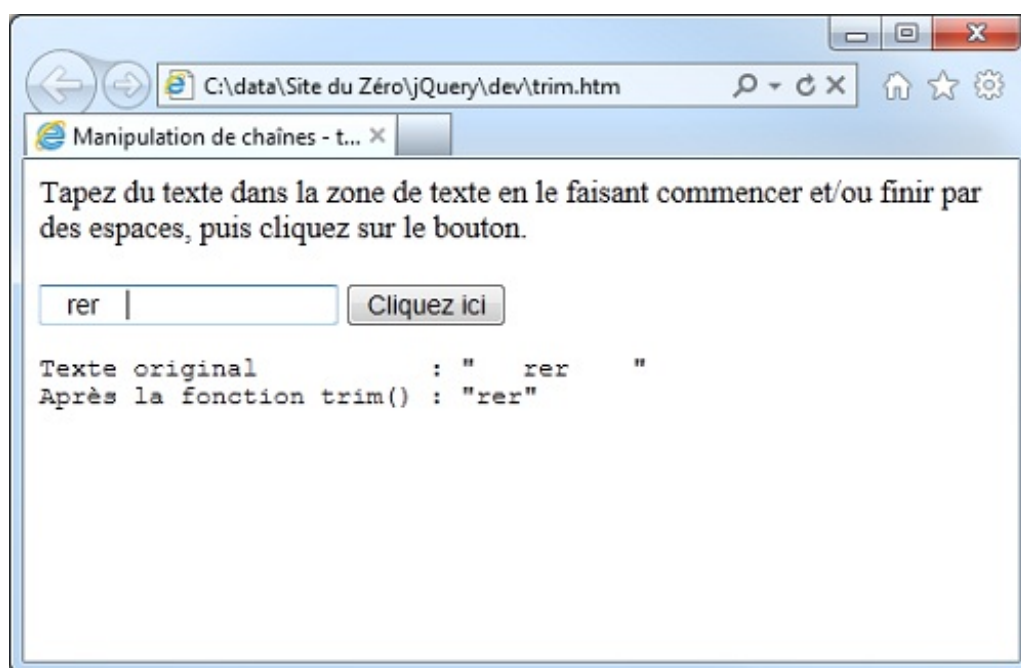 C:\data\Site du Zéro\jQuery\dev\trim.htm
Manipulation de chaînes - t...
Tapez du texte dans la zone de texte en le faisant commencer et/ou finir par
des espaces, puis cliquez sur le bouton.
rer
Cliquez ici
Texte original           : "   rer    "
Après la fonction trim() : "rer"